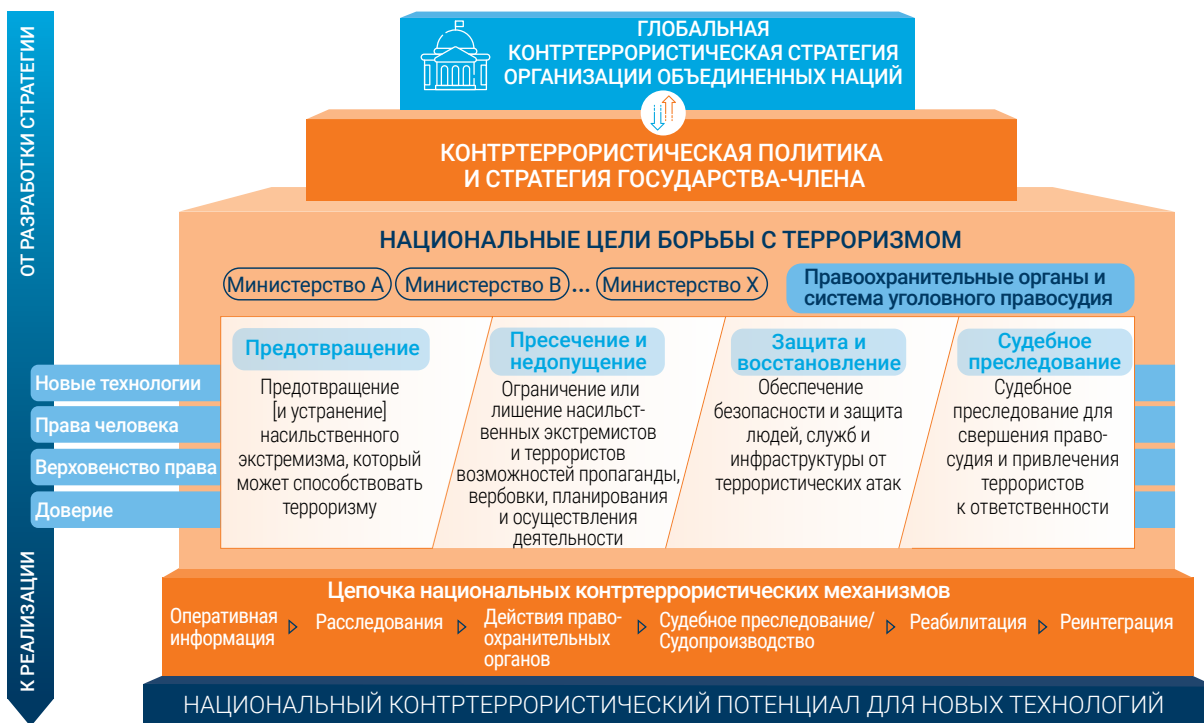 ОТ РАЗРАБОТКИ СТРАТЕГИИ
К РЕАЛИЗАЦИИ
ГЛОБАЛЬНАЯ
КОНТРТЕРРОРИСТИЧЕСКАЯ СТРАТЕГИЯ
ОРГАНИЗАЦИИ ОБЪЕДИНЕННЫХ НАЦИЙ
КОНТРТЕРРОРИСТИЧЕСКАЯ ПОЛИТИКА
И СТРАТЕГИЯ ГОСУДАРСТВА-ЧЛЕНА
НАЦИОНАЛЬНЫЕ ЦЕЛИ БОРЬБЫ С ТЕРРОРИЗМОМ
Министерство А
Министерство В
...
Министерство Х
Правоохранительные органы и
система уголовного правосудия
Новые технологии
Права человека
Верховенство права
Доверие
Предотвращение
Предотвращение
[и устранение]
насильственного
экстремизма, который
может способствовать
терроризму
Пресечение и
недопущение
Ограничение или
лишение насильст-
венных экстремистов
и террористов
возможностей пропаганды,
вербовки, планирования
и осуществления
деятельности
Защита и
восстановление
Обеспечение
безопасности и защита
людей, служб и
инфраструктуры от
террористических атак
Судебное
преследование
Судебное
преследование для
свершения право-
судия и привлечения
террористов
к ответственности
Цепочка национальных контртеррористических механизмов
Оперативная
информация
Расследования
Действия право-
охранительных
органов
Судебное преследование/
Судопроизводство
Реабилитация
Реинтеграция
НАЦИОНАЛЬНЫЙ КОНТРТЕРРОРИСТИЧЕСКИЙ ПОТЕНЦИАЛ ДЛЯ НОВЫХ ТЕХНОЛОГИЙ